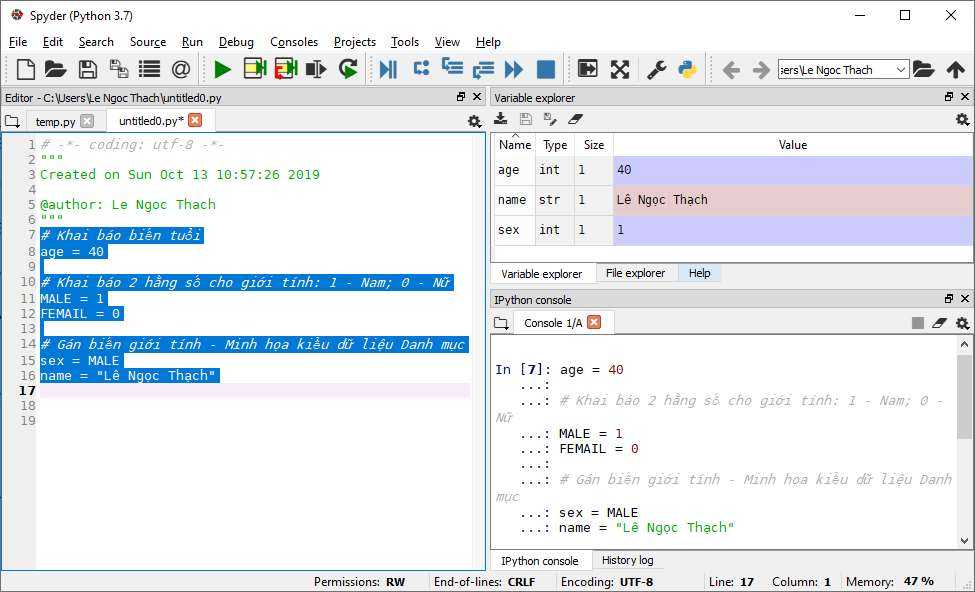 Spyder (Python 3.7)
File Edit Search Source Run Debug Consoles Projects Tools View Help
sers\Le Ngoc Thach
Editor - C:\Users\Le Ngoc Thach\untitled0.py
temp.py untitled0.py*
1 # -*- coding: utf-8 -*-
2 """
3 Created on Sun Oct 13 10:57:26 2019
4
5 @author: Le Ngoc Thach
6 """
7 # Khai báo biến tuổi
8 age = 40
9
10 # Khai báo 2 hằng số cho giới tính: 1 - Nam; 0 - Nữ
11 MALE = 1
12 FEMAIL = 0
13
14 # Gán biến giới tính - Minh họa kiểu dữ liệu Danh mục
15 sex = MALE
16 name = "Lê Ngọc Thạch"
17
18
19
Variable explorer
Name Type Size Value
age int 1 40
name str 1 Lê Ngọc Thạch
sex int 1 1
Variable explorer File explorer Help
IPython console
Console 1/A
In [7]: age = 40
...:
...: # Khai báo 2 hằng số cho giới tính: 1 - Nam; 0 -
Nữ
...: MALE = 1
...: FEMAIL = 0
...:
...: # Gán biến giới tính - Minh họa kiểu dữ liệu Danh
mục
...: sex = MALE
...: name = "Lê Ngọc Thạch"
IPython console History log
Permissions: RW End-of-lines: CRLF Encoding: UTF-8 Line: 17 Column: 1 Memory: 47 %